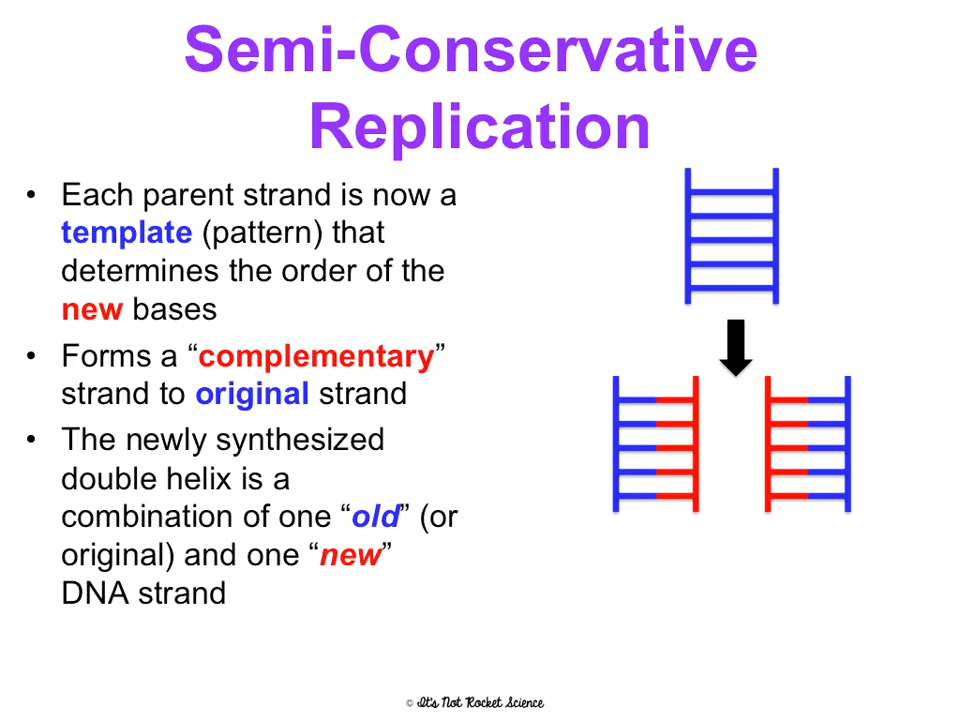 Semi-Conservative
Replication
• Each parent strand is now a
template (pattern) that
determines the order of the
new bases
• Forms a “complementary”
strand to original strand
• The newly synthesized
double helix is a
combination of one “old” (or
original) and one “new”
DNA strand
© It's Not Rocket Science